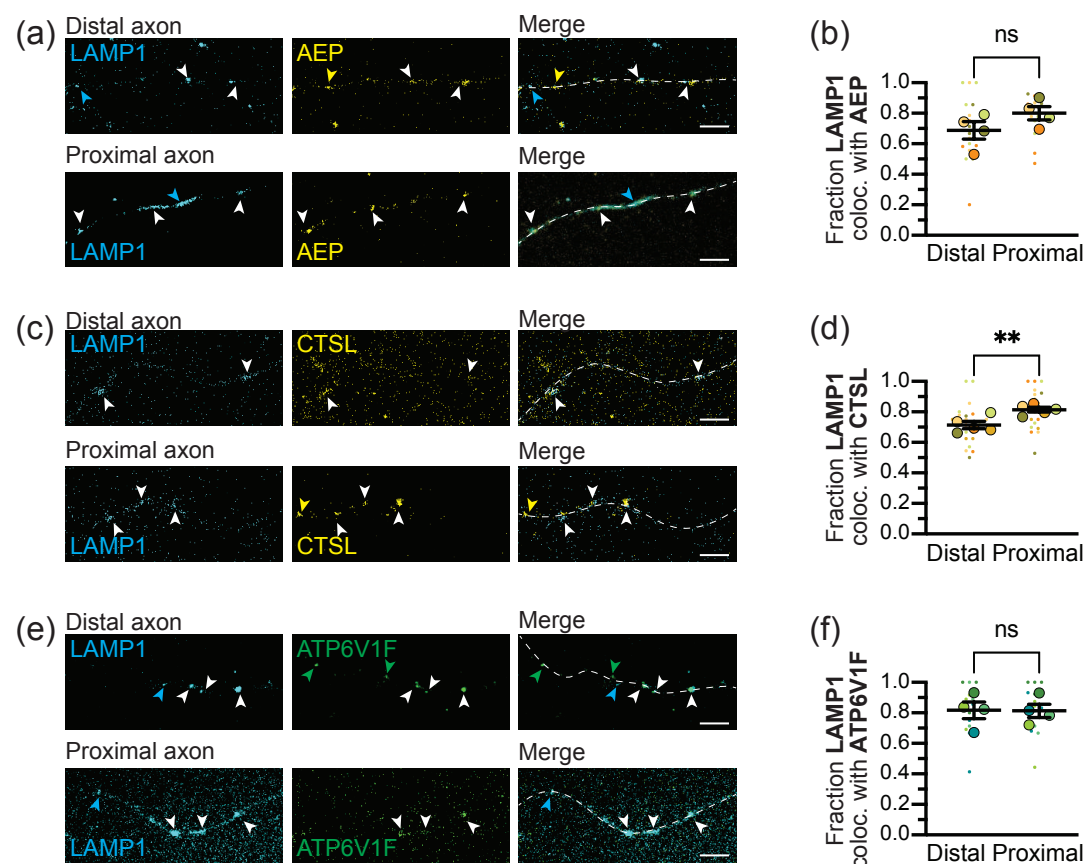 (a)
Distal axon
Merge
LAMP1
AEP
Proximal axon
Merge
LAMP1
AEP
(b)
ns
Fraction LAMP1
coloc. with AEP
1.0
0.8
0.6
0.4
0.2
0.0
Distal Proximal
(c)
Distal axon
Merge
LAMP1
CTSL
Proximal axon
Merge
LAMP1
CTSL
(d)
**
Fraction LAMP1
coloc. with CTSL
1.0
0.8
0.6
0.4
0.2
0.0
Distal Proximal
(e)
Distal axon
Merge
LAMP1
ATP6V1F
Proximal axon
Merge
LAMP1
ATP6V1F
(f)
ns
Fraction LAMP1
coloc. with ATP6V1F
1.0
0.8
0.6
0.4
0.2
0.0
Distal Proximal